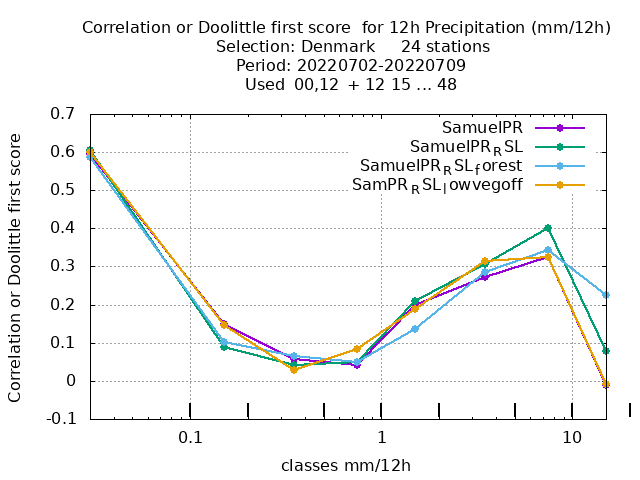 Correlation or Doolittle first score  for 12h Precipitation (mm/12h)
Selection: Denmark     24 stations
Period: 20220702-20220709
Used  00,12  + 12 15 ... 48
Correlation or Doolittle first score
0.7
0.6
0.5
0.4
0.3
0.2
0.1
0
-0.1
SamuelPR
SamuelPR_RSL
SamuelPR_RSL_forest
SamPR_RSL_lowvegoff
0.1 1 10
classes mm/12h